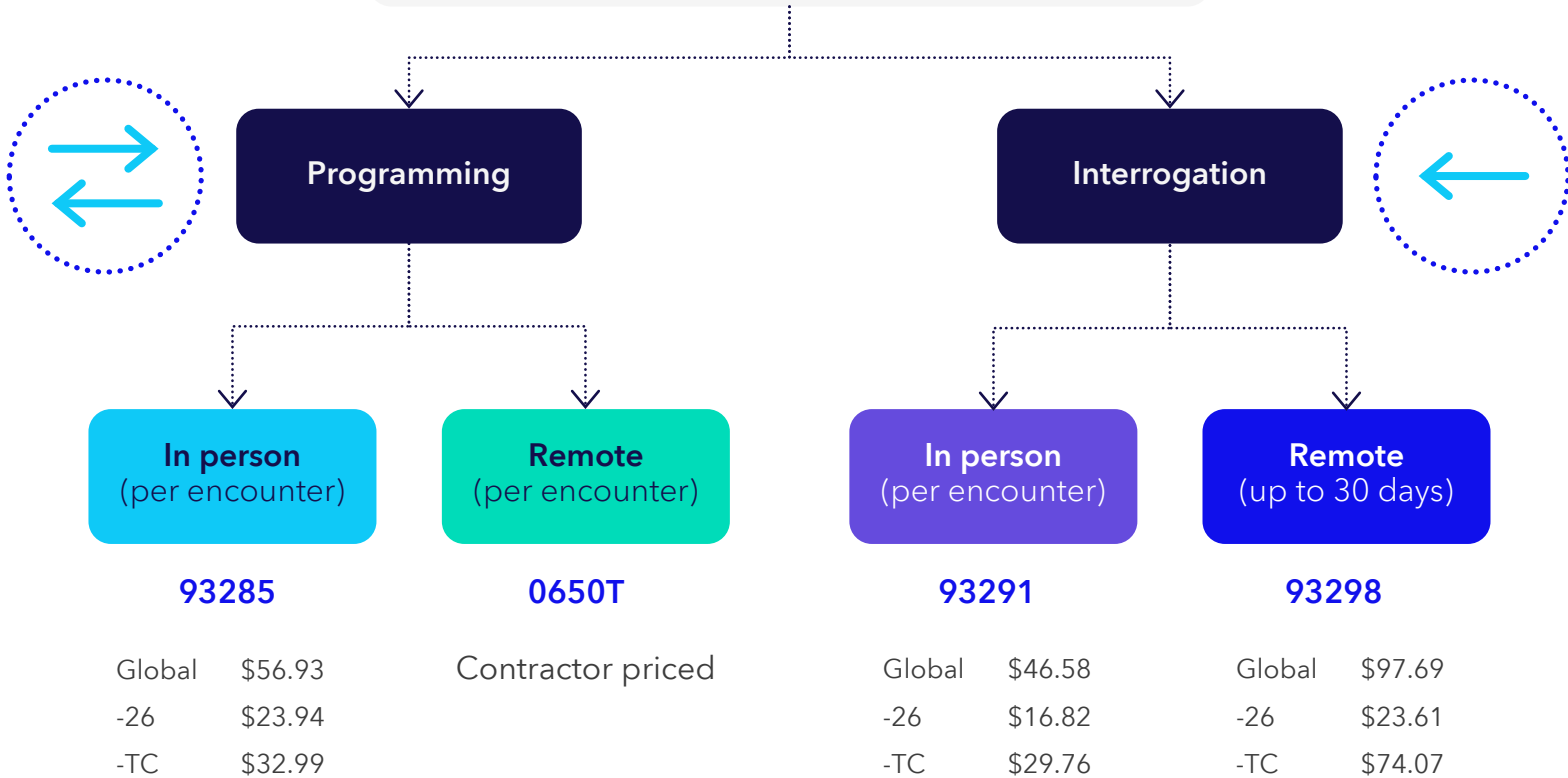 Programming
Interrogation
In person
(per encounter)
Remote
(per encounter)
In person
(per encounter)
Remote
(up to 30 days)
93285
0650T
93291
93298
Global $56.93
-26 $23.94
-TC $32.99
Contractor priced
Global $46.58
-26 $16.82
-TC $29.76
Global $97.69
-26 $23.61
-TC $74.07